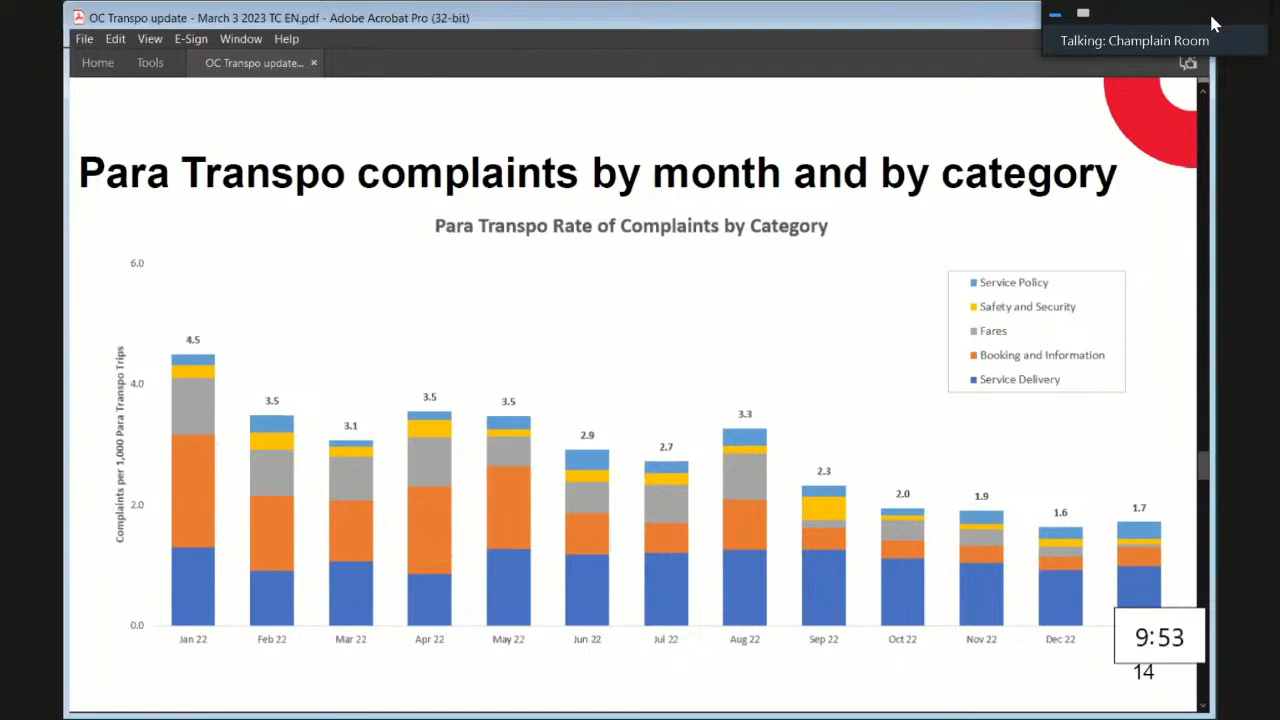 OC Transpo update - March 3 2023 TC EN.pdf - Adobe Acrobat Pro (32-bit)
Talking: Champlain Room
File Edit View E-Sign Window Help
Home Tools OC Transpo update... ×
Para Transpo complaints by month and by category
Para Transpo Rate of Complaints by Category
Complaints per 1,000 Para Transpo Trips
6.0
4.0
2.0
0.0
Service Policy
Safety and Security
Fares
Booking and Information
Service Delivery
4.5 3.5 3.1 3.5 3.5 2.9 2.7 3.3 2.3 2.0 1.9 1.6 1.7
Jan 22 Feb 22 Mar 22 Apr 22 May 22 Jun 22 Jul 22 Aug 22 Sep 22 Oct 22 Nov 22 Dec 22
9:53
14